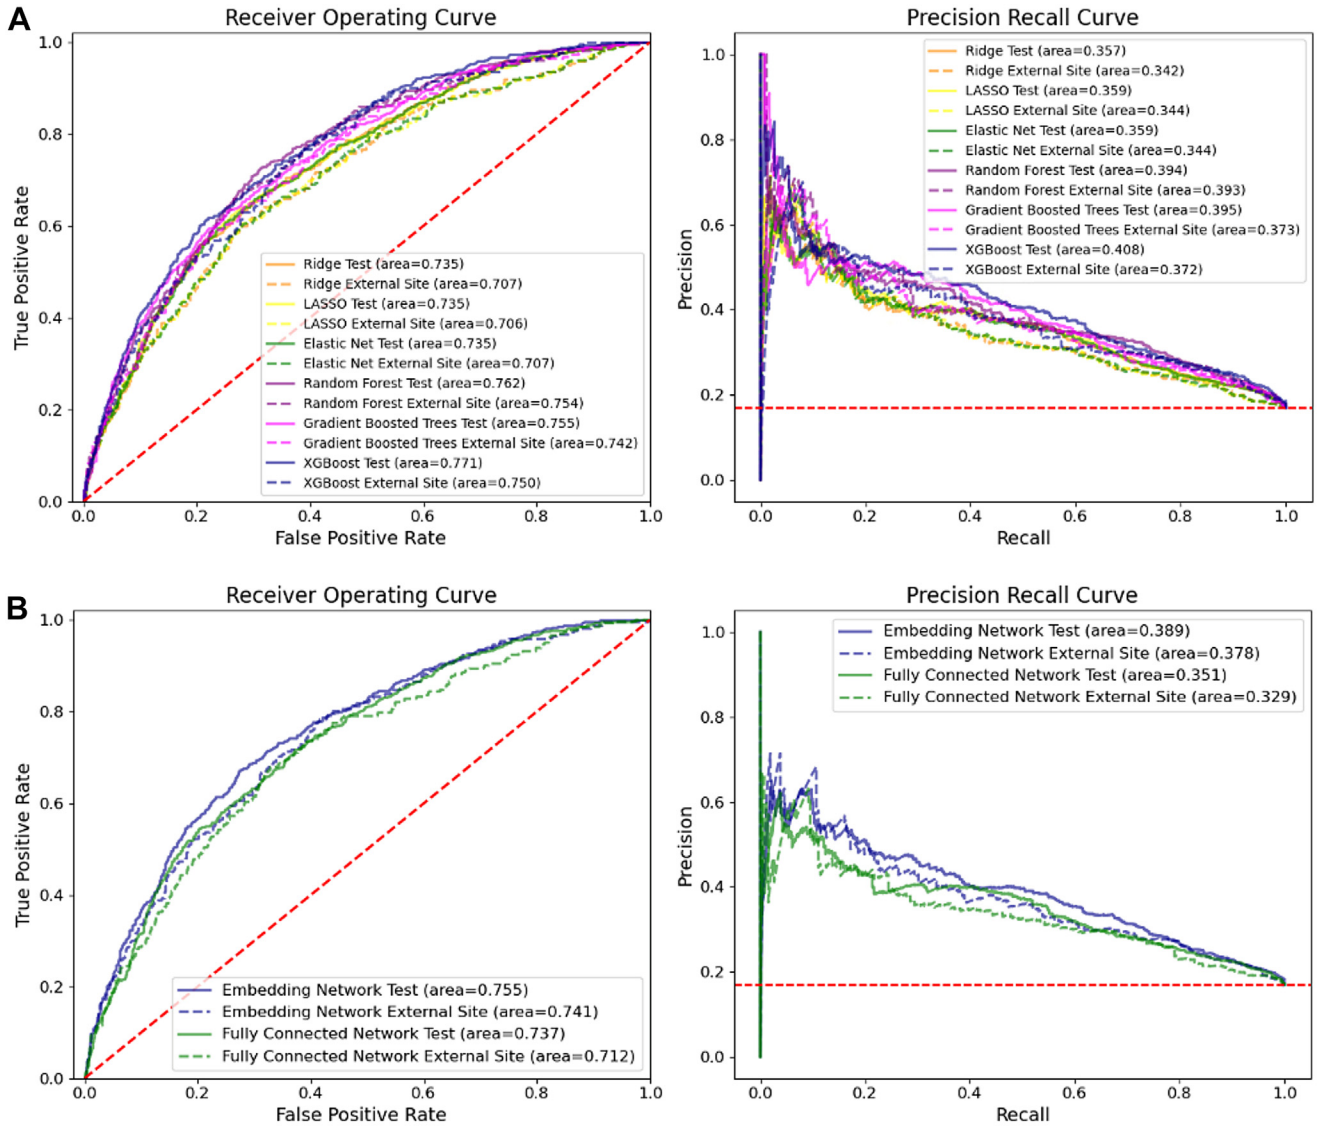 A
Receiver Operating Curve
True Positive Rate
1.0
0.8
0.6
0.4
0.2
0.0
Ridge Test (area=0.735)
Ridge External Site (area=0.707)
LASSO Test (area=0.735)
LASSO External Site (area=0.706)
Elastic Net Test (area=0.735)
Elastic Net External Site (area=0.707)
Random Forest Test (area=0.762)
Random Forest External Site (area=0.754)
Gradient Boosted Trees Test (area=0.755)
Gradient Boosted Trees External Site (area=0.742)
XGBoost Test (area=0.771)
XGBoost External Site (area=0.750)
0.0 0.2 0.4 0.6 0.8 1.0
False Positive Rate
Precision Recall Curve
Precision
1.0
0.8
0.6
0.4
0.2
0.0
Ridge Test (area=0.357)
Ridge External Site (area=0.342)
LASSO Test (area=0.359)
LASSO External Site (area=0.344)
Elastic Net Test (area=0.359)
Elastic Net External Site (area=0.344)
Random Forest Test (area=0.394)
Random Forest External Site (area=0.393)
Gradient Boosted Trees Test (area=0.395)
Gradient Boosted Trees External Site (area=0.373)
XGBoost Test (area=0.408)
XGBoost External Site (area=0.372)
0.0 0.2 0.4 0.6 0.8 1.0
Recall
B
Receiver Operating Curve
True Positive Rate
1.0
0.8
0.6
0.4
0.2
0.0
Embedding Network Test (area=0.755)
Embedding Network External Site (area=0.741)
Fully Connected Network Test (area=0.737)
Fully Connected Network External Site (area=0.712)
0.0 0.2 0.4 0.6 0.8 1.0
False Positive Rate
Precision Recall Curve
Precision
1.0
0.8
0.6
0.4
0.2
0.0
Embedding Network Test (area=0.389)
Embedding Network External Site (area=0.378)
Fully Connected Network Test (area=0.351)
Fully Connected Network External Site (area=0.329)
0.0 0.2 0.4 0.6 0.8 1.0
Recall